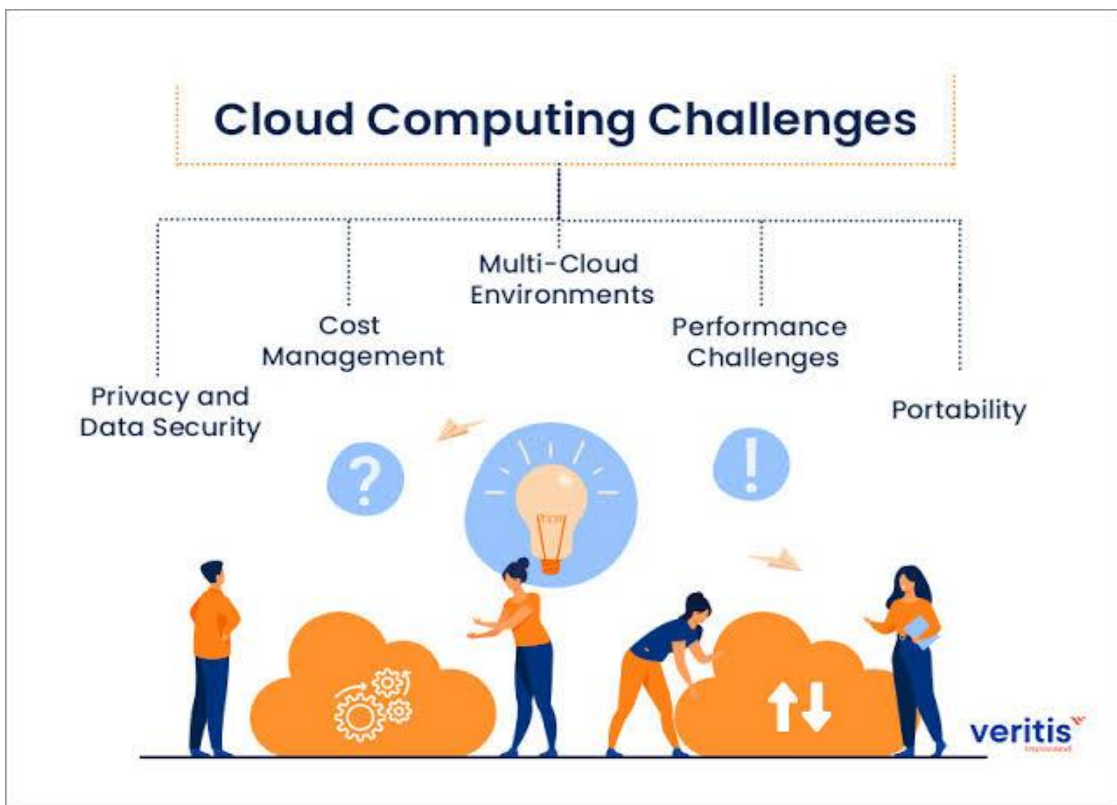 Cloud Computing Challenges
Multi-Cloud
Environments
Cost
Management
Performance
Challenges
Privacy and
Data Security
Portability
?
!
veritis